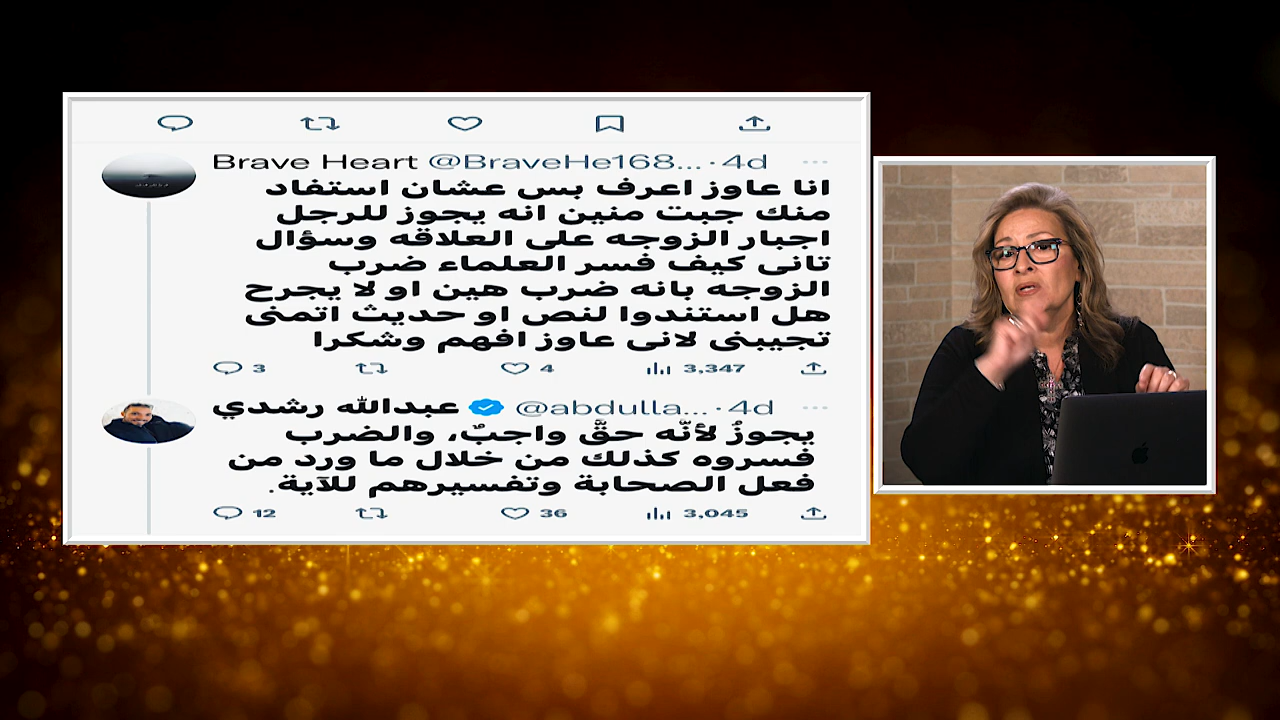 Brave Heart @BraveHe168... · 4d
انا عاوز اعرف بس عشان استفاد
منك جبت منين انه يجوز للرجل
اجبار الزوجه على العلاقه وسؤال
تانى كيف فسر العلماء ضرب
الزوجه بانه ضرب هين او لا يجرح
هل استندوا لنص او حديث اتمنى
تجيبنى لانى عاوز افهم وشكرا
3 4 3,347
عبدالله رشدي @abdulla... · 4d
يجوزُ لأنَّه حقٌّ واجبٌ، والضرب
فسروه كذلك من خلال ما ورد من
فعل الصحابة وتفسيرهم للآية.
12 36 3,045